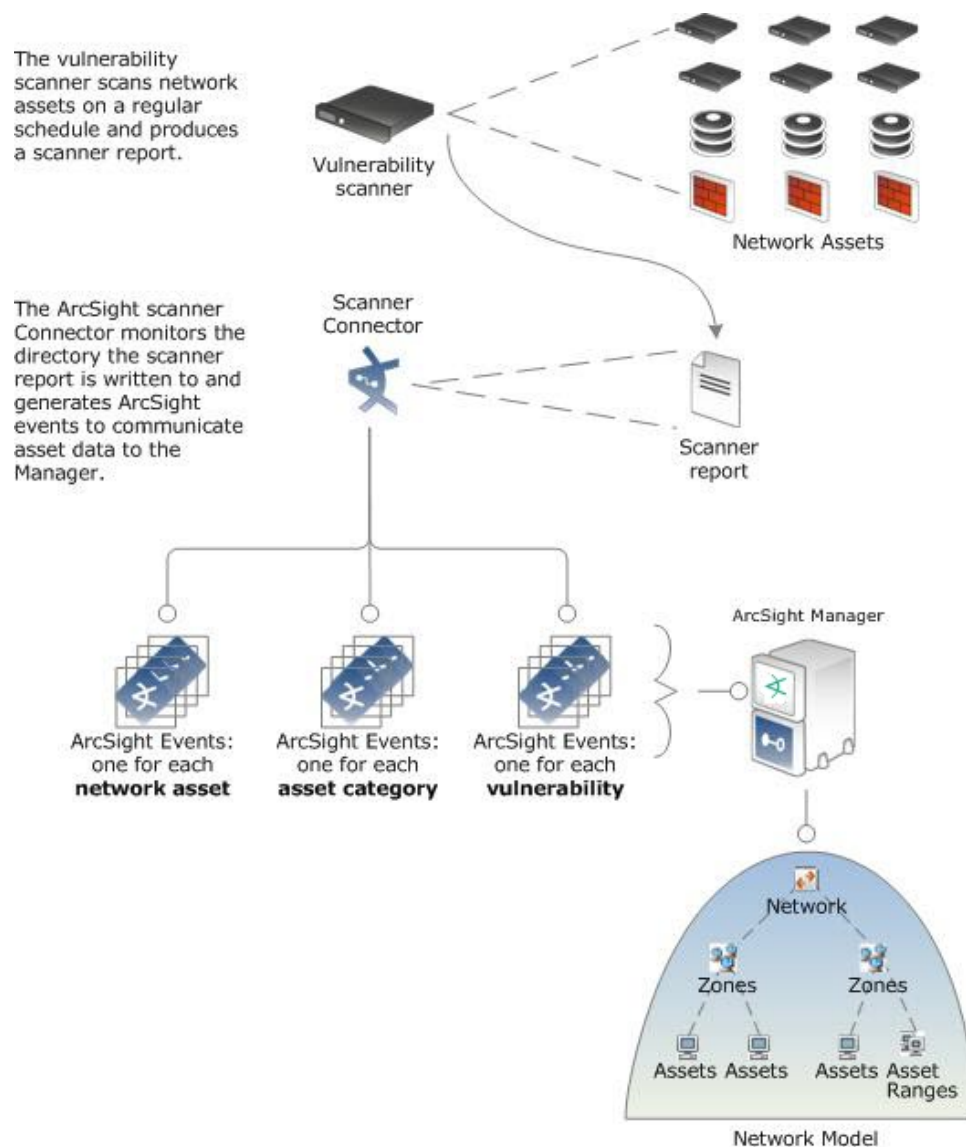 The vulnerability
scanner scans network
assets on a regular
schedule and produces
a scanner report.
Vulnerability
scanner
Network Assets
The ArcSight scanner
Connector monitors the
directory the scanner
report is written to and
generates ArcSight
events to communicate
asset data to the
Manager.
Scanner
Connector
Scanner
report
ArcSight Events:
one for each
network asset
ArcSight Events:
one for each
asset category
ArcSight Events:
one for each
vulnerability
ArcSight Manager
Network
Zones
Zones
Assets
Assets
Assets
Asset
Ranges
Network Model